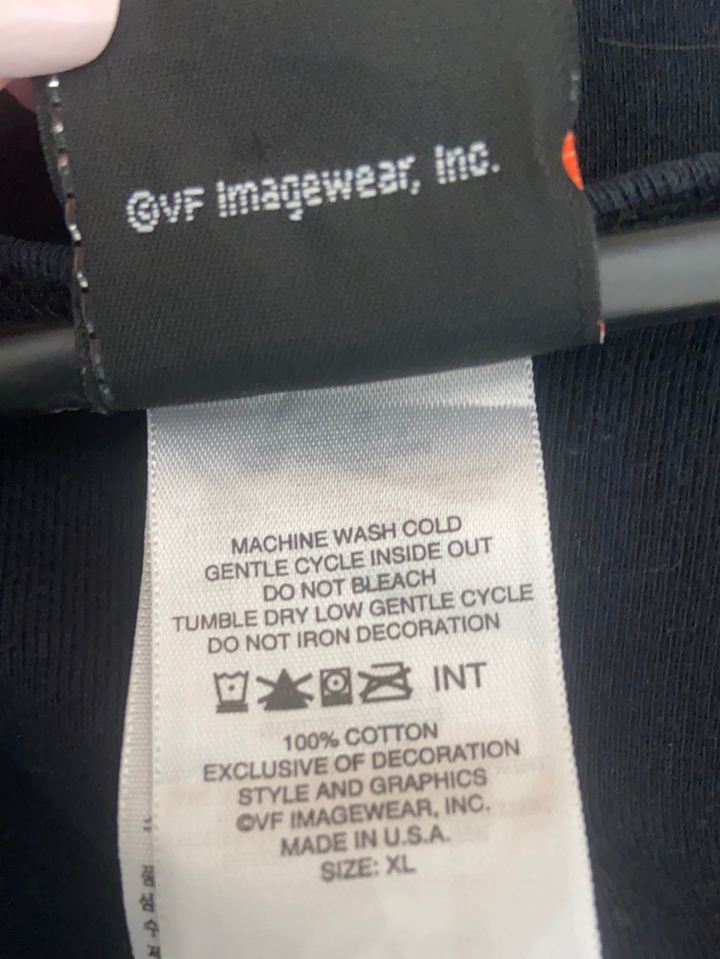 ©VF Imagewear, Inc.
MACHINE WASH COLD
GENTLE CYCLE INSIDE OUT
DO NOT BLEACH
TUMBLE DRY LOW GENTLE CYCLE
DO NOT IRON DECORATION
INT
100% COTTON
EXCLUSIVE OF DECORATION
STYLE AND GRAPHICS
©VF IMAGEWEAR, INC.
MADE IN U.S.A.
SIZE: XL